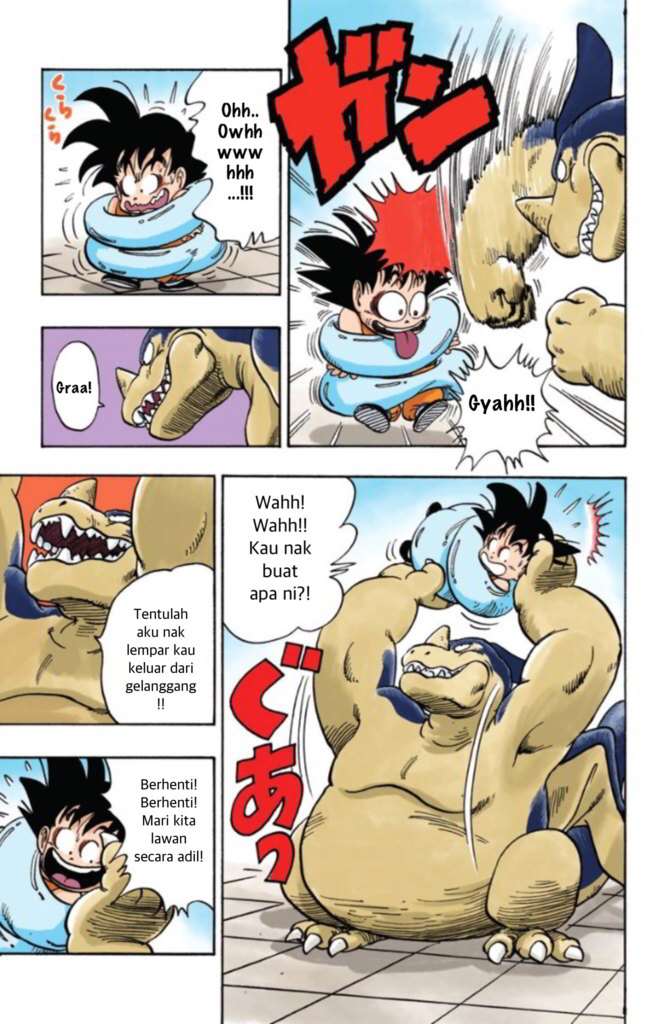 ガン
Gyahh!!
くらくら
Ohh..
Owhh
www
hhh
...!!!
Graa!
Wahh!
Wahh!!
Kau nak
buat
apa ni?!
ぐあっ
Tentulah
aku nak
lempar kau
keluar dari
gelanggang
!!
Berhenti!
Berhenti!
Mari kita
lawan
secara adil!